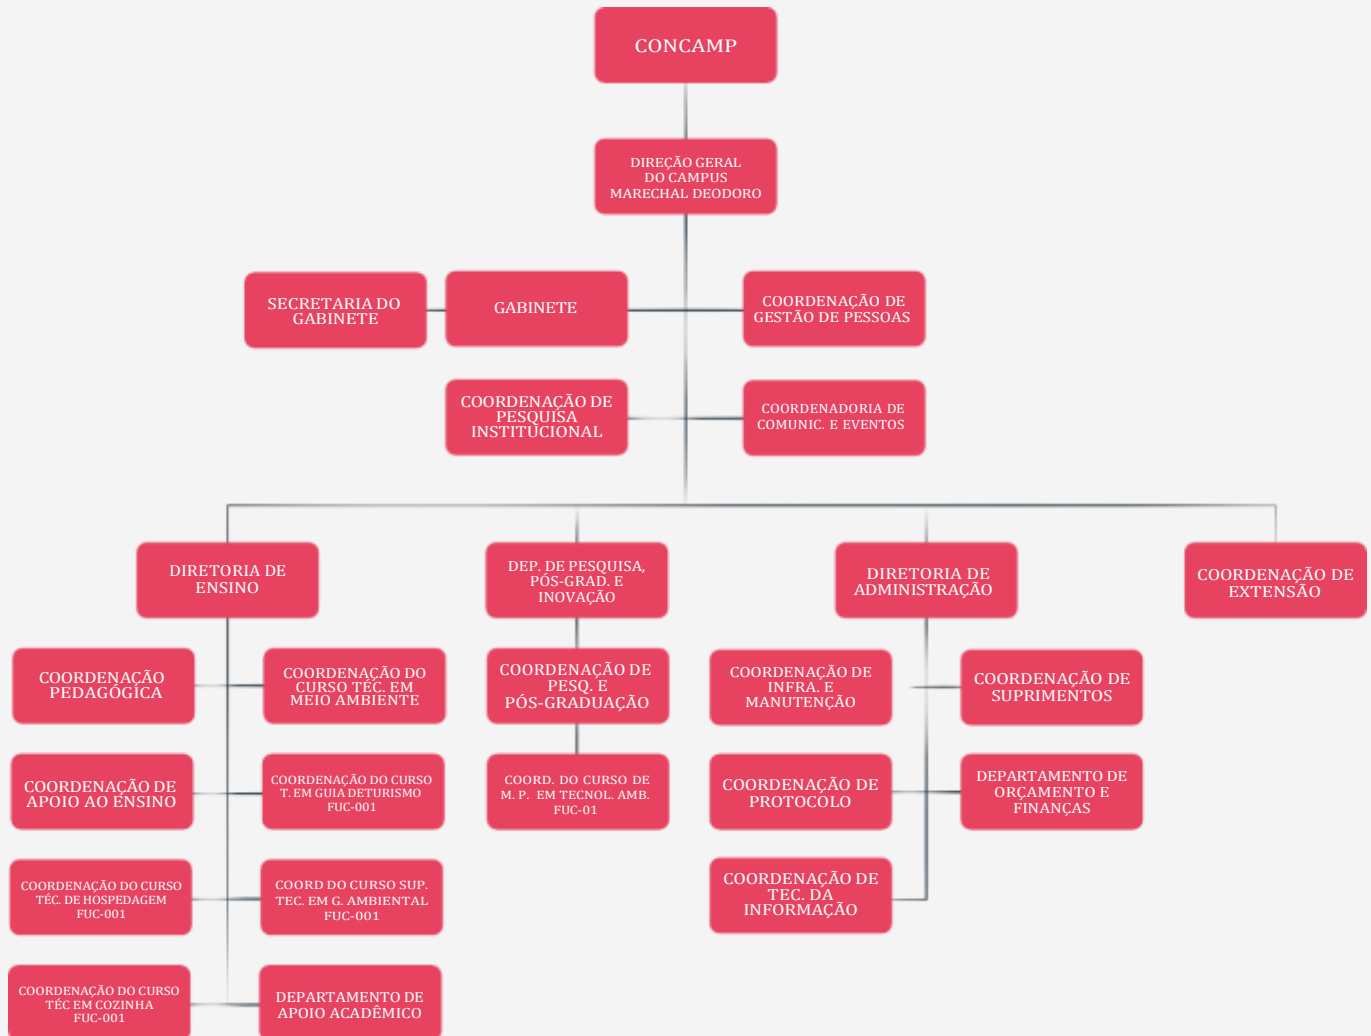 CONCAMP
DIREÇÃO GERAL
DO CAMPUS
MARECHAL DEODORO
SECRETARIA DO
GABINETE
GABINETE
COORDENAÇÃO DE
GESTÃO DE PESSOAS
COORDENAÇÃO DE
PESQUISA
INSTITUCIONAL
COORDENADORIA DE
COMUNIC. E EVENTOS
DIRETORIA DE
ENSINO
DEP. DE PESQUISA,
PÓS-GRAD. E
INOVAÇÃO
DIRETORIA DE
ADMINISTRAÇÃO
COORDENAÇÃO DE
EXTENSÃO
COORDENAÇÃO
PEDAGÓGICA
COORDENAÇÃO DO
CURSO TÉC. EM
MEIO AMBIENTE
COORDENAÇÃO DE
PESQ. E
PÓS-GRADUAÇÃO
COORDENAÇÃO DE
INFRA. E
MANUTENÇÃO
COORDENAÇÃO DE
SUPRIMENTOS
COORDENAÇÃO DE
APOIO AO ENSINO
COORDENAÇÃO DO CURSO
T. EM GUIA DETURISMO
FUC-001
COORD. DO CURSO DE
M. P. EM TECNOL. AMB.
FUC-01
COORDENAÇÃO DE
PROTOCOLO
DEPARTAMENTO DE
ORÇAMENTO E
FINANÇAS
COORDENAÇÃO DO CURSO
TÉC. DE HOSPEDAGEM
FUC-001
COORD DO CURSO SUP.
TEC. EM G. AMBIENTAL
FUC-001
COORDENAÇÃO DE
TEC. DA
INFORMAÇÃO
COORDENAÇÃO DO CURSO
TÉC EM COZINHA
FUC-001
DEPARTAMENTO DE
APOIO ACADÊMICO